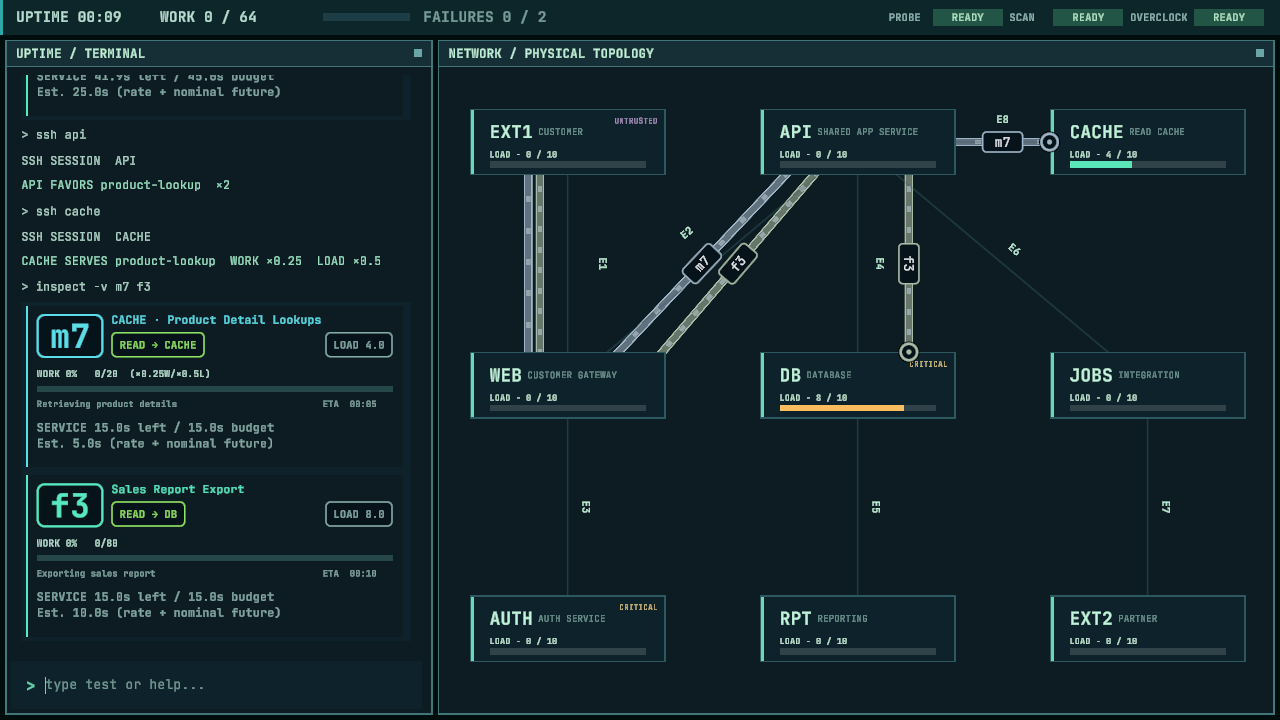 UPTIME 00:09 WORK 0 / 64 FAILURES 0 / 2 PROBE READY SCAN READY OVERCLOCK READY
UPTIME / TERMINAL
SERVICE 41.9s left / 45.0s budget
Est. 25.0s (rate + nominal future)
> ssh api
SSH SESSION API
API FAVORS product-lookup ×2
> ssh cache
SSH SESSION CACHE
CACHE SERVES product-lookup WORK ×0.25 LOAD ×0.5
> inspect -v m7 f3
m7 CACHE · Product Detail Lookups
READ → CACHE LOAD 4.0
WORK 0% 0/20 (×0.25W/×0.5L)
Retrieving product details ETA 00:05
SERVICE 15.0s left / 15.0s budget
Est. 5.0s (rate + nominal future)
f3 Sales Report Export
READ → DB LOAD 8.0
WORK 0% 0/80
Exporting sales report ETA 00:10
SERVICE 15.0s left / 15.0s budget
Est. 10.0s (rate + nominal future)
> type test or help...
NETWORK / PHYSICAL TOPOLOGY
UNTRUSTED
EXT1 CUSTOMER
LOAD - 0 / 10
API SHARED APP SERVICE
LOAD - 0 / 10
E8
m7
CACHE READ CACHE
LOAD - 4 / 10
E1
E2
m7
f3
E4
f3
E6
WEB CUSTOMER GATEWAY
LOAD - 0 / 10
CRITICAL
DB DATABASE
LOAD - 8 / 10
JOBS INTEGRATION
LOAD - 0 / 10
E3
E5
E7
CRITICAL
AUTH AUTH SERVICE
LOAD - 0 / 10
RPT REPORTING
LOAD - 0 / 10
EXT2 PARTNER
LOAD - 0 / 10